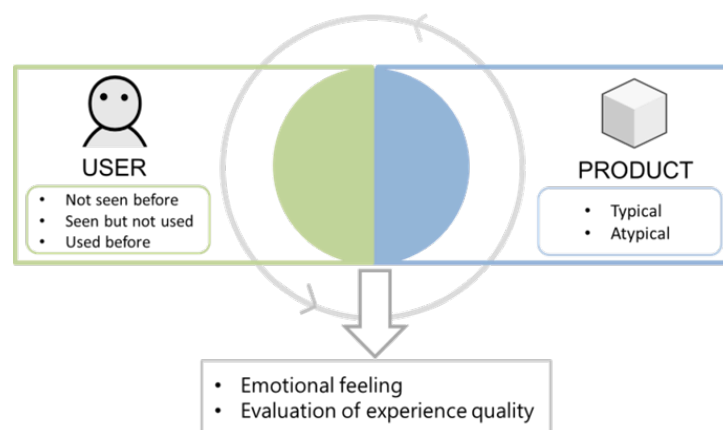 USER
• Not seen before
• Seen but not used
• Used before
PRODUCT
• Typical
• Atypical
• Emotional feeling
• Evaluation of experience quality